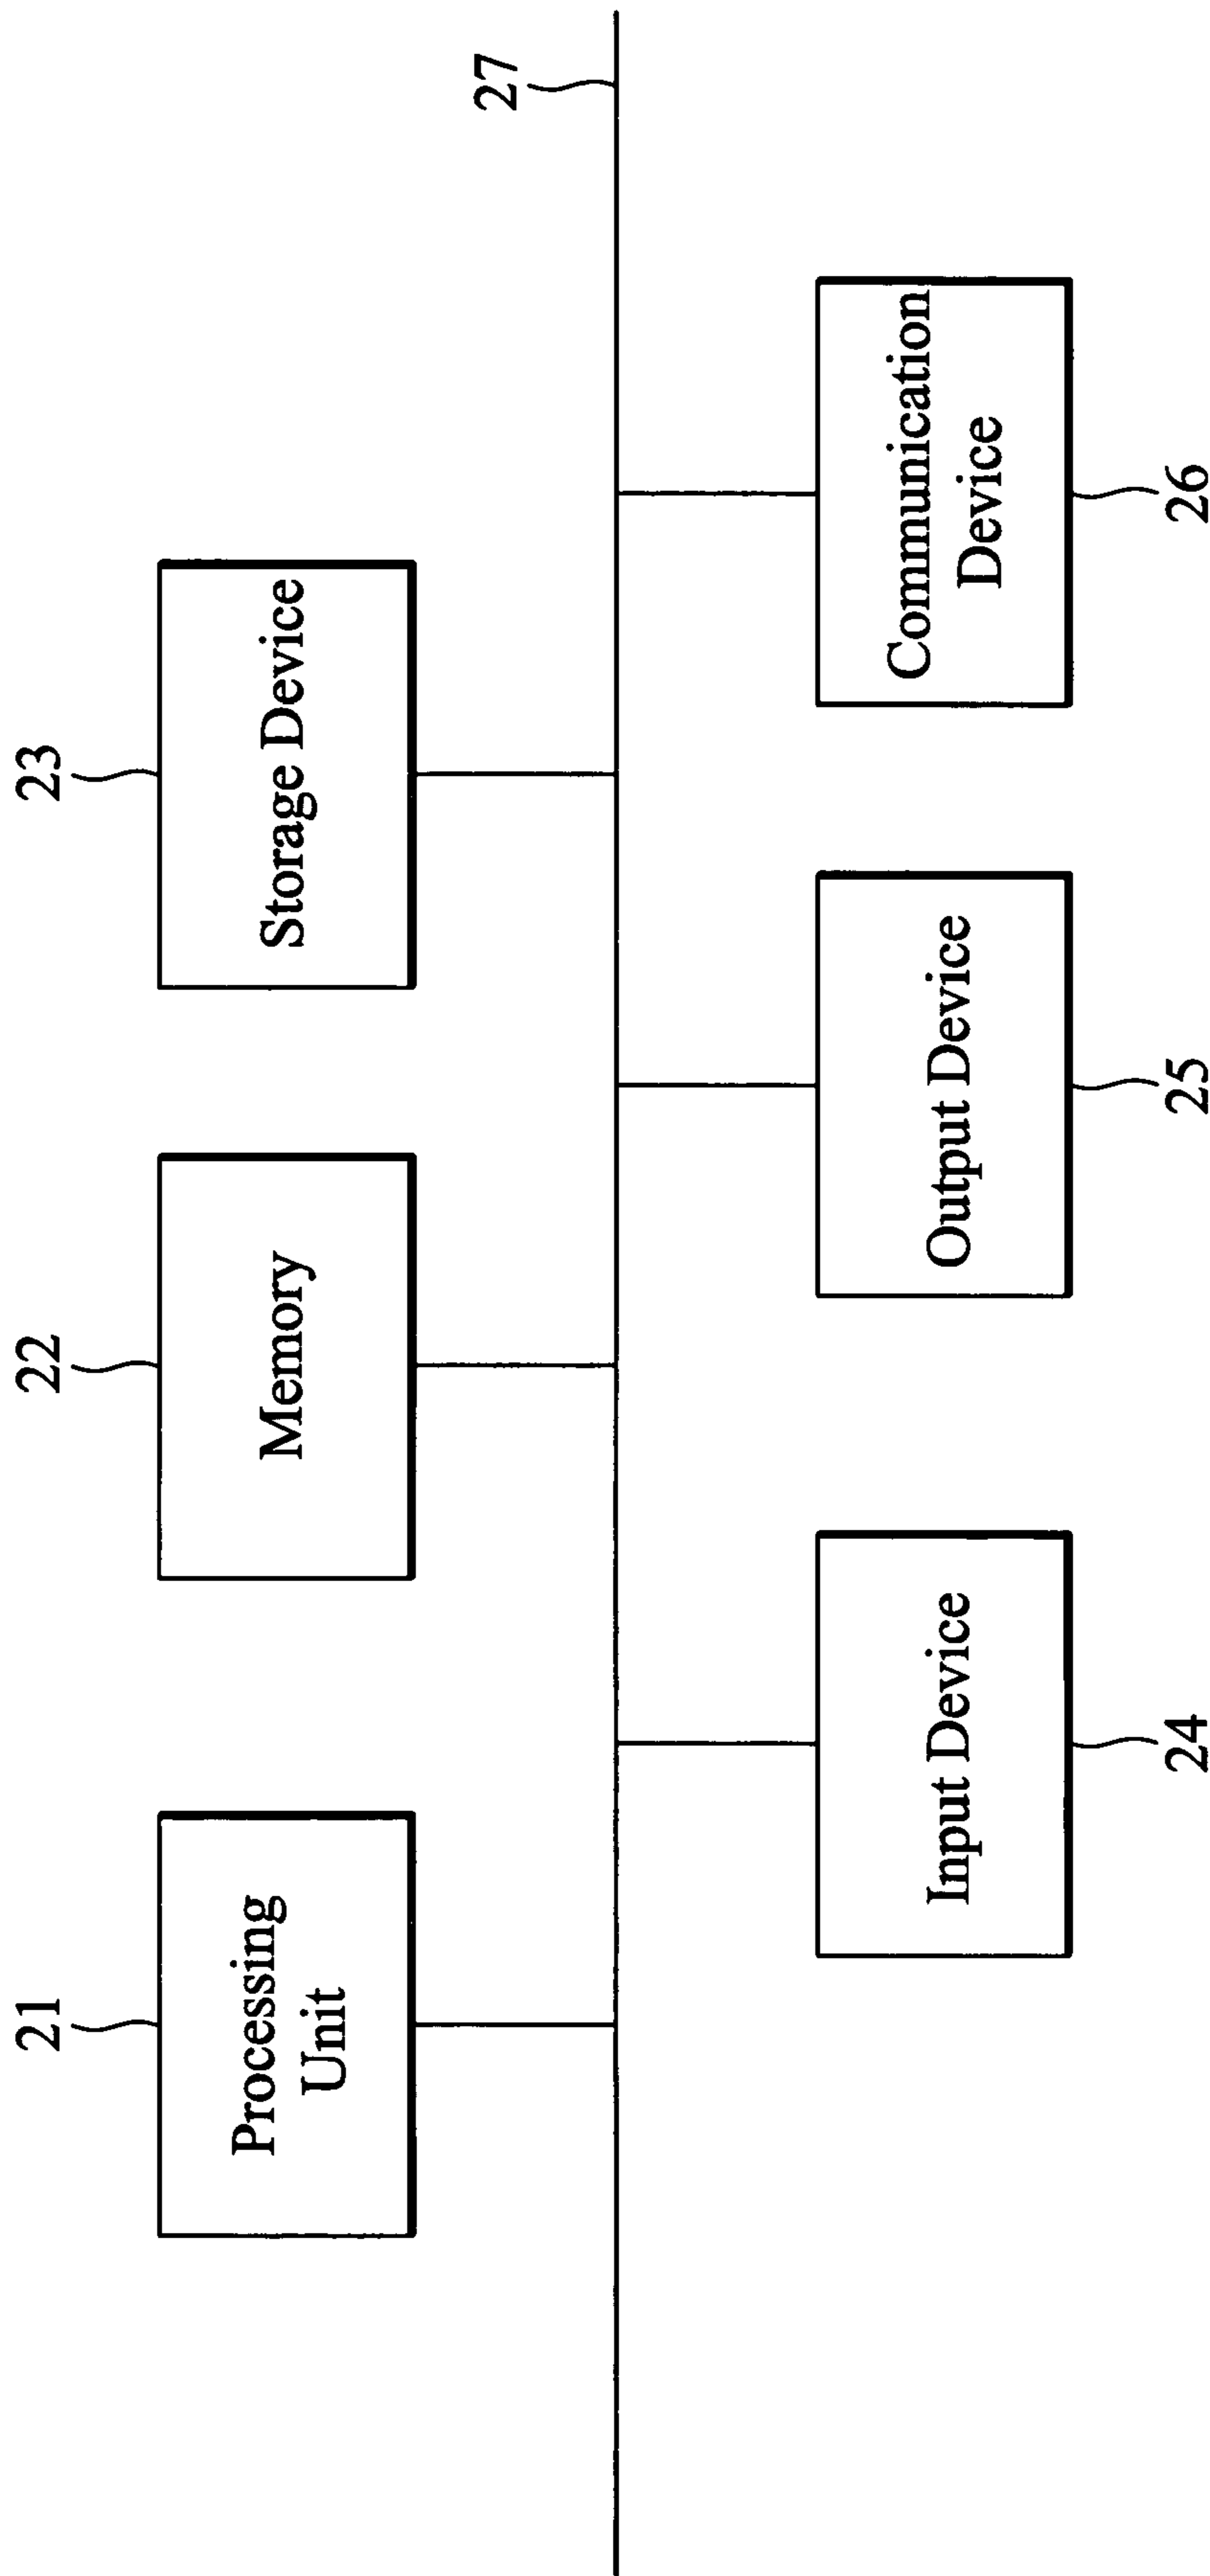 21
22
23
Processing
Unit
Memory
Storage Device
27
Input Device
Output Device
Communication
Device
24
25
26